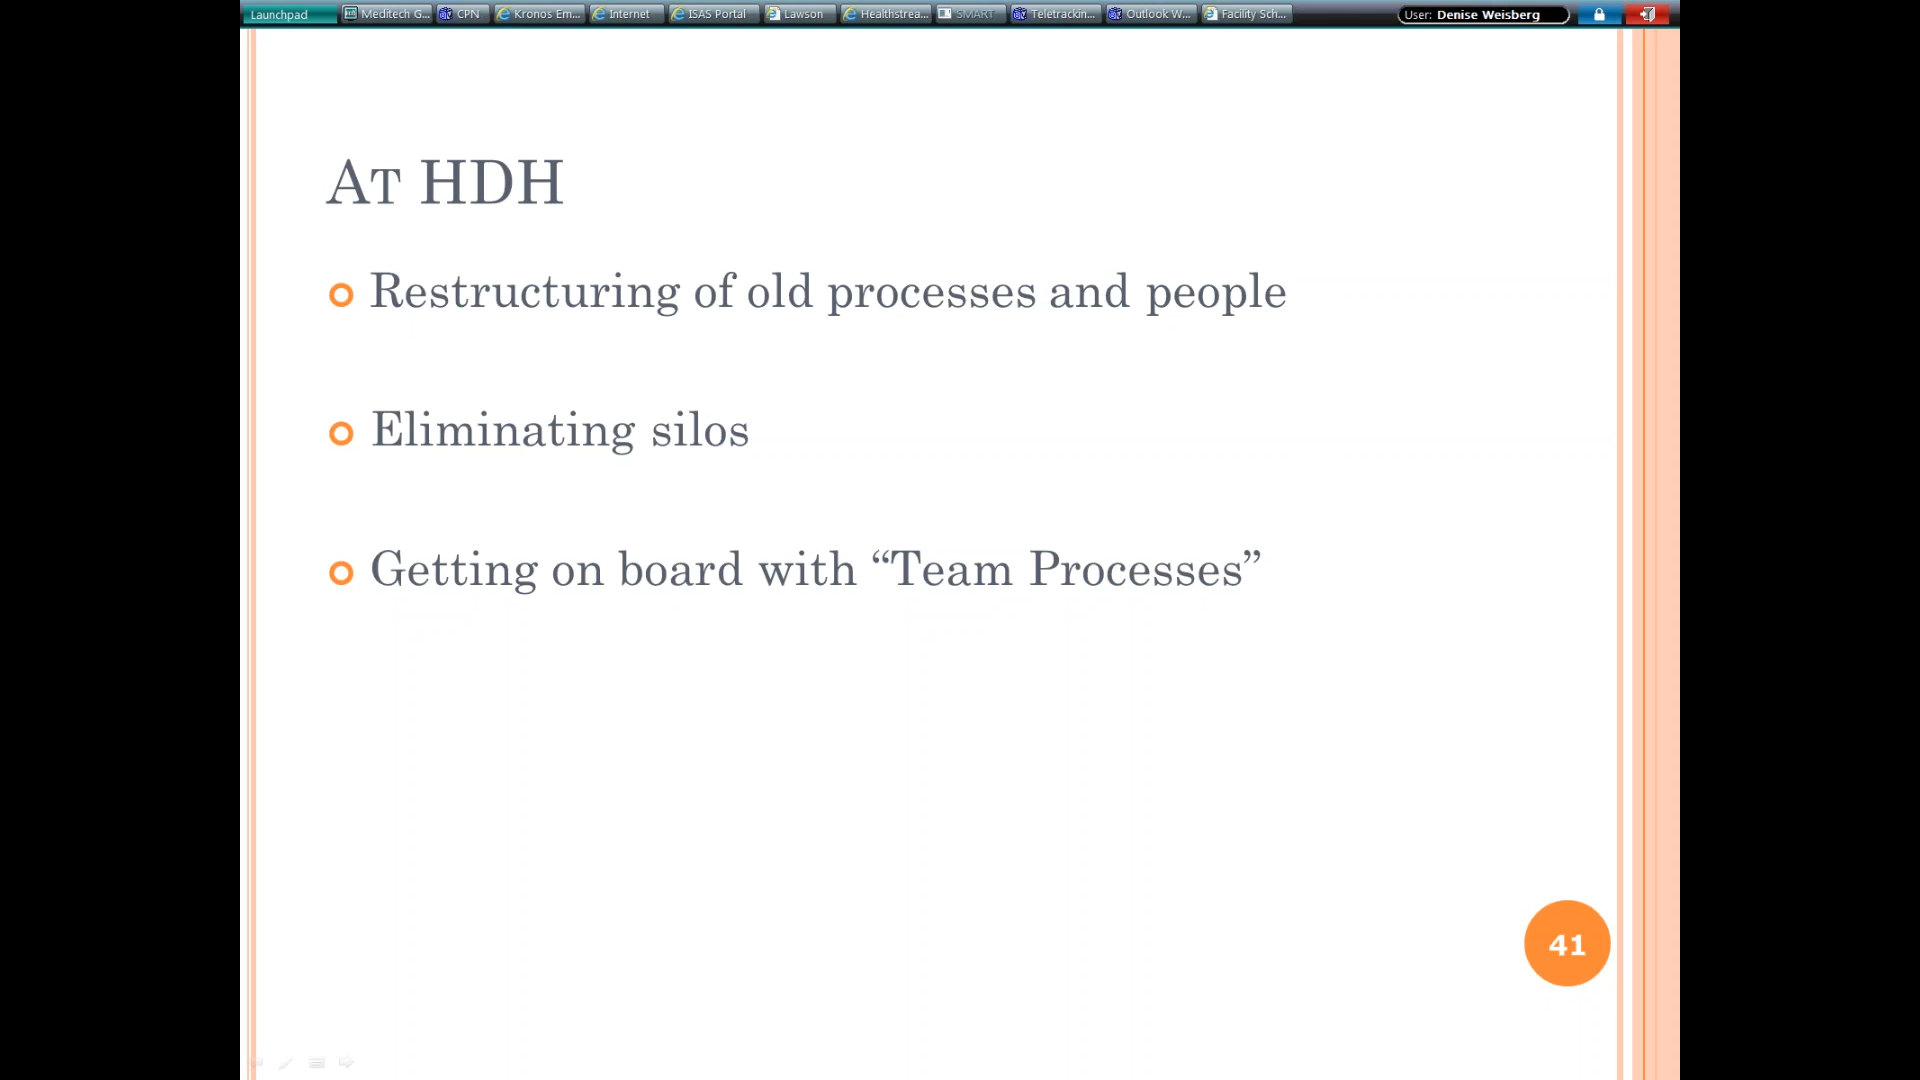 Launchpad Meditech G... CPN Kronos Em... Internet ISAS Portal Lawson Healthstrea... SMART Teletrackin... Outlook W... Facility Sch... User: Denise Weisberg
At HDH
Restructuring of old processes and people
Eliminating silos
Getting on board with “Team Processes”
41